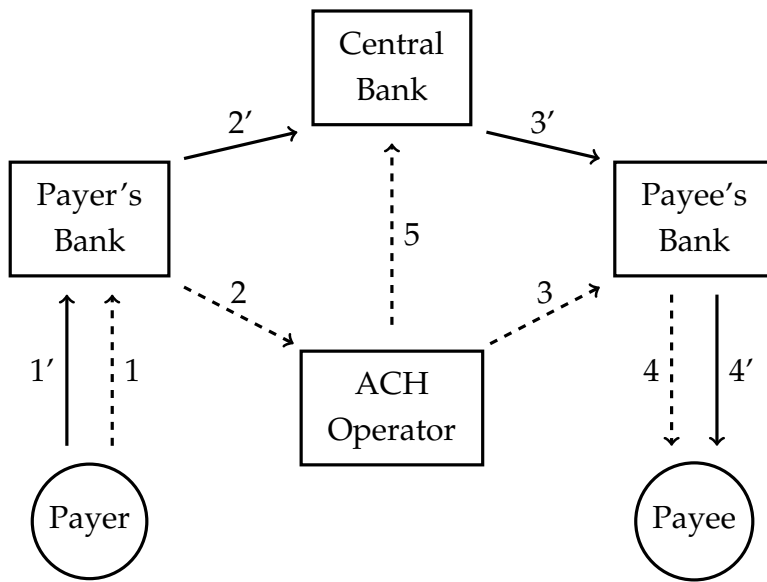 Central
Bank
2'
3'
Payer's
Bank
Payee's
Bank
5
2
3
1'
1
ACH
Operator
4
4'
Payer
Payee